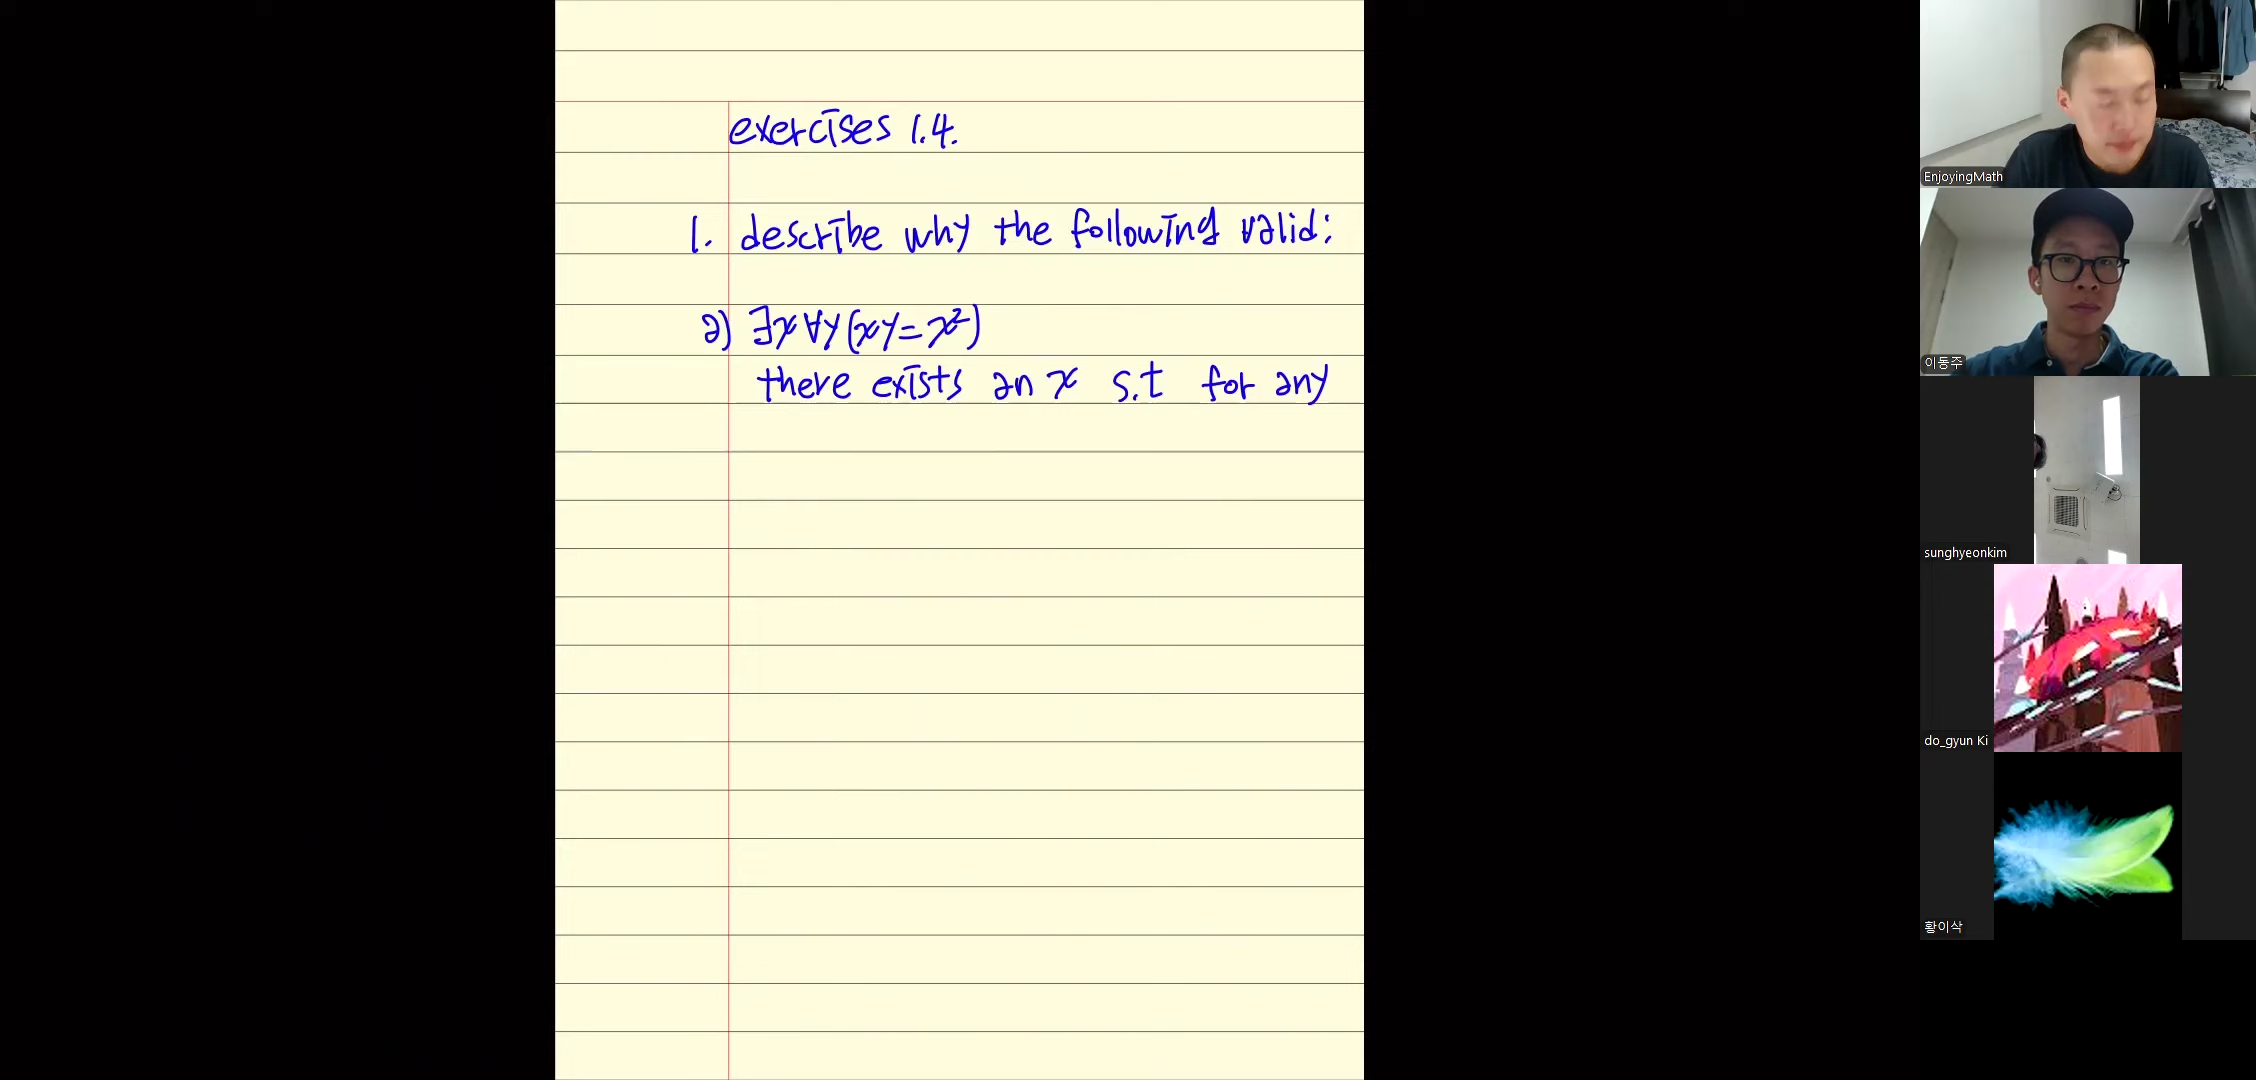 exercises 1.4.
1. describe why the following valid:
a) ∃x∀y(xy=x²)
there exists an x s.t for any
EnjoyingMath
이동주
sunghyeonkim
do_gyun Ki
황이삭